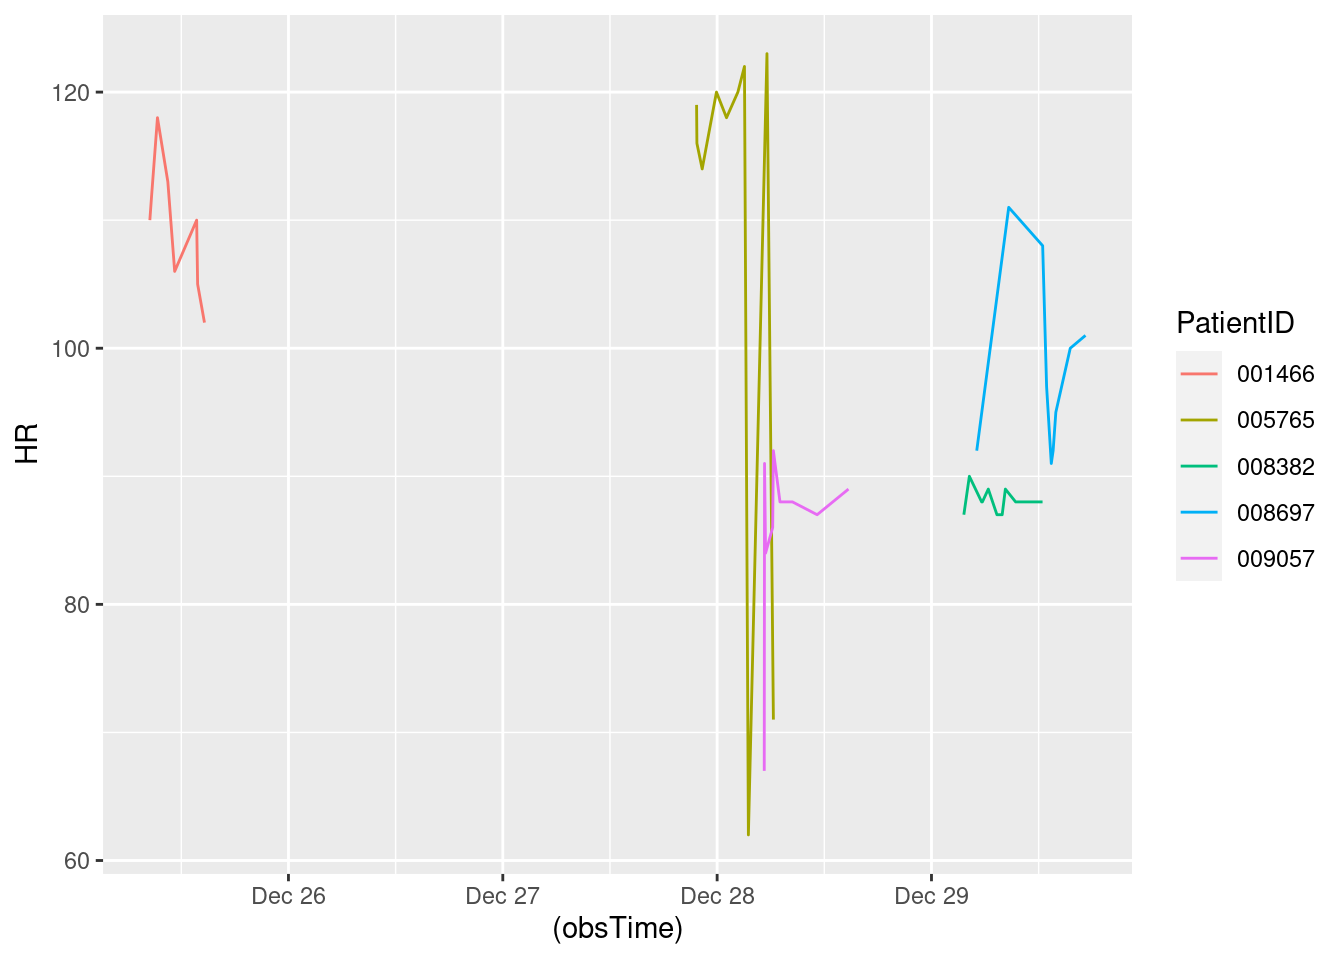 HR
120
100
80
60
Dec 26
Dec 27
Dec 28
Dec 29
(obsTime)
PatientID
001466
005765
008382
008697
009057